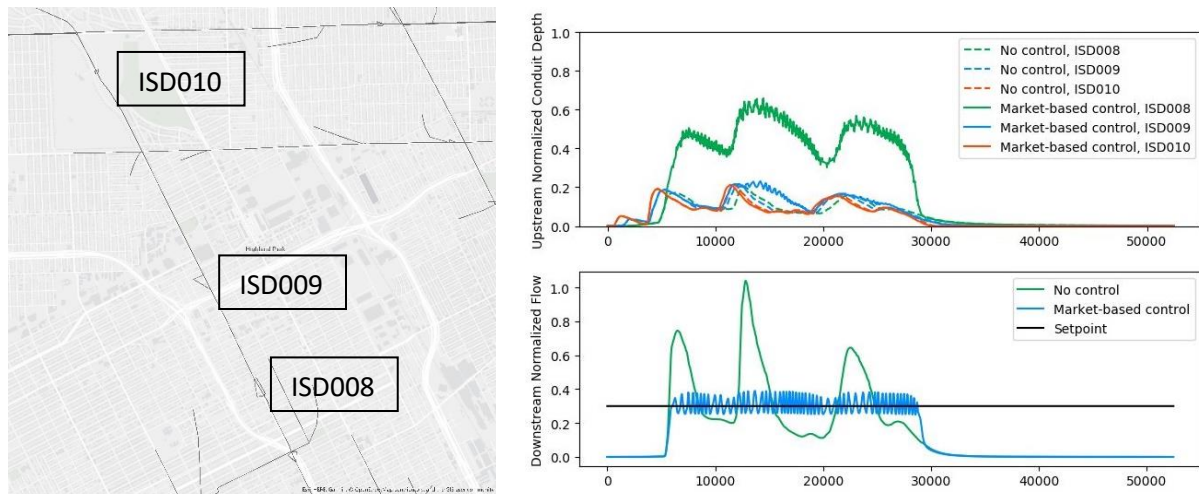 ISD010
Highland Park
ISD009
ISD008
Upstream Normalized Conduit Depth
1.0
0.8
0.6
0.4
0.2
0.0
No control, ISD008
No control, ISD009
No control, ISD010
Market-based control, ISD008
Market-based control, ISD009
Market-based control, ISD010
0 10000 20000 30000 40000 50000
Downstream Normalized Flow
1.0
0.8
0.6
0.4
0.2
0.0
No control
Market-based control
Setpoint
0 10000 20000 30000 40000 50000